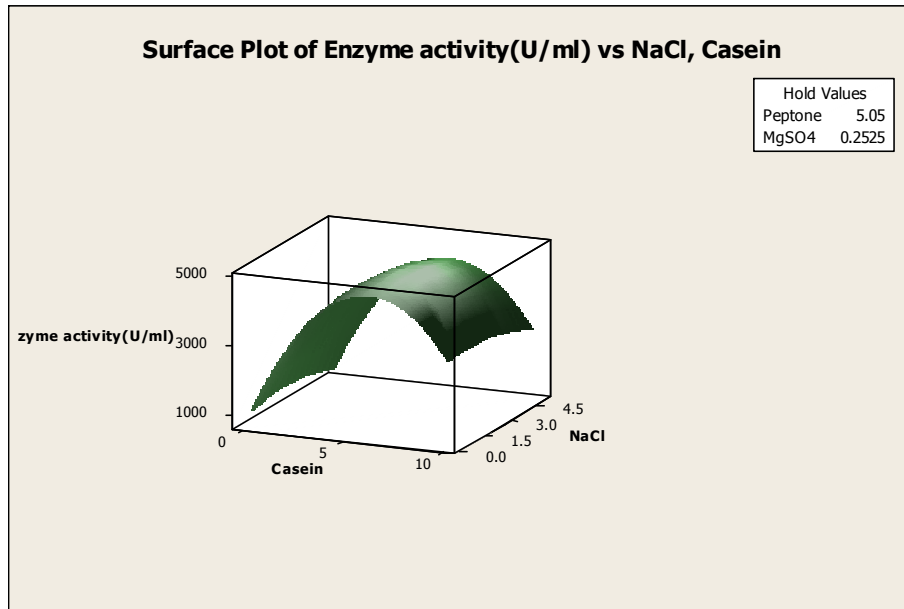 Surface Plot of Enzyme activity(U/ml) vs NaCl, Casein
Hold Values
Peptone 5.05
MgSO4 0.2525
5000
zyme activity(U/ml)
3000
1000
0
5
10
Casein
0.0
1.5
3.0
4.5
NaCl